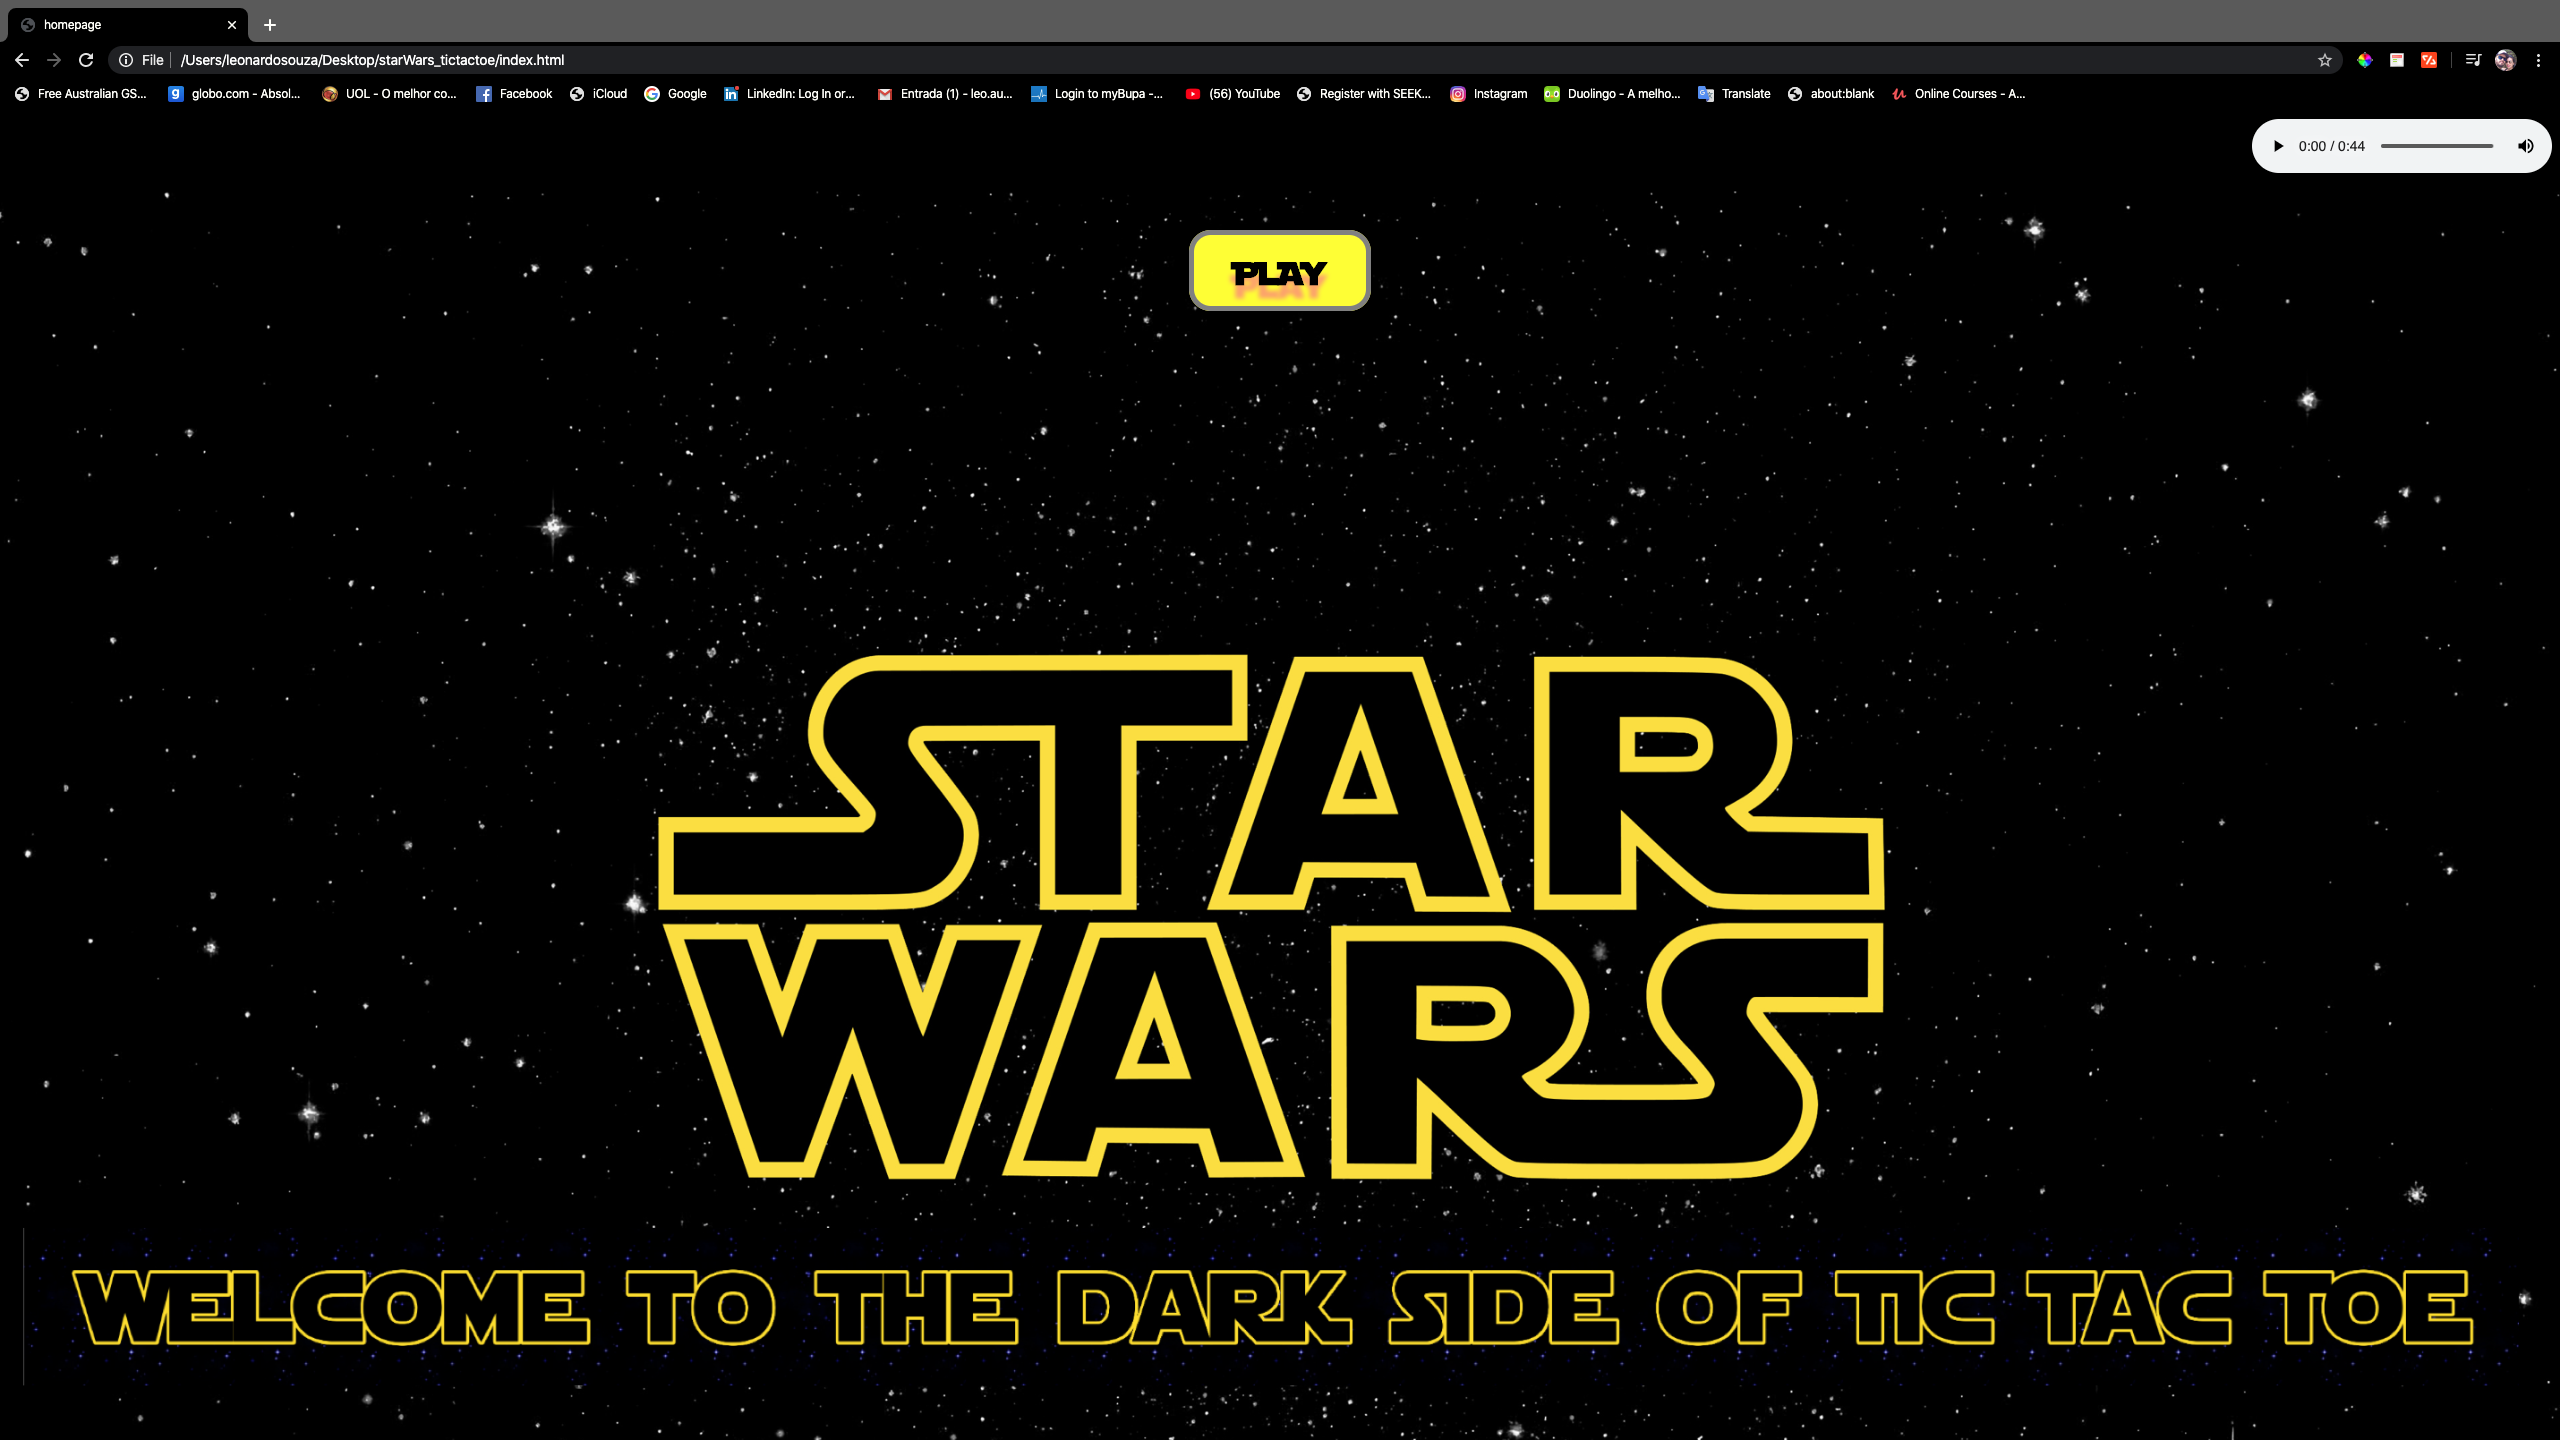 homepage
File /Users/leonardosouza/Desktop/starWars_tictactoe/index.html
Free Australian GS... globo.com - Absol... UOL - O melhor co... Facebook iCloud Google LinkedIn: Log In or... Entrada (1) - leo.au... Login to myBupa -... (56) YouTube Register with SEEK... Instagram Duolingo - A melho... Translate about:blank Online Courses - A...
0:00 / 0:44
PLAY
STAR
WARS
WELCOME TO THE DARK SIDE OF TIC TAC TOE